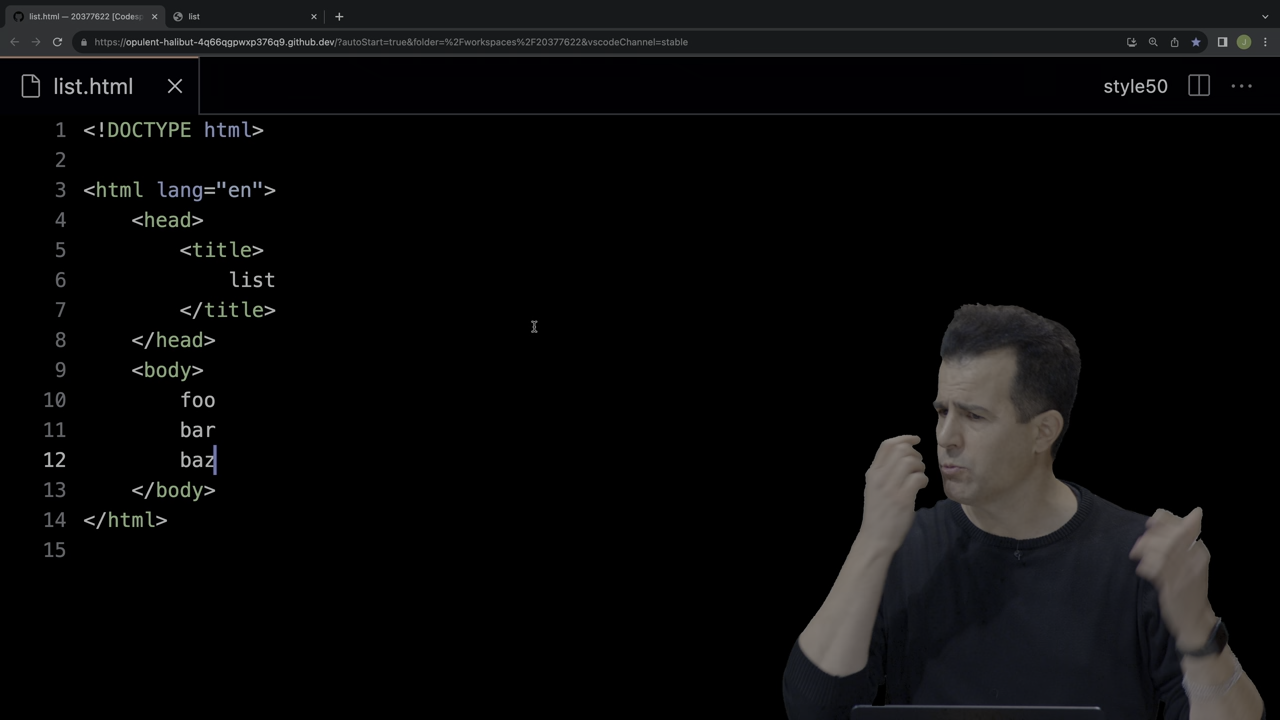 list.html — 20377622 [Codesp
list
https://opulent-halibut-4q66qgpwxp376q9.github.dev/?autoStart=true&folder=%2Fworkspaces%2F20377622&vscodeChannel=stable
J
list.html
style50
1 <!DOCTYPE html>
2
3 <html lang="en">
4 <head>
5 <title>
6 list
7 </title>
8 </head>
9 <body>
10 foo
11 bar
12 baz
13 </body>
14 </html>
15